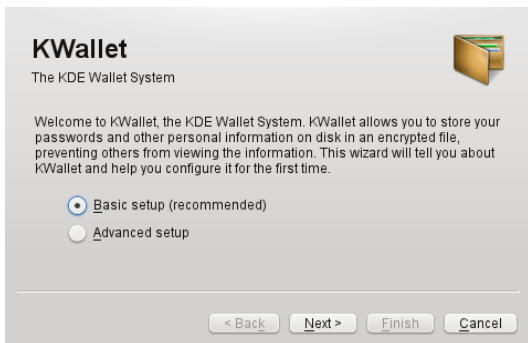 KWallet
The KDE Wallet System
Welcome to KWallet, the KDE Wallet System. KWallet allows you to store your
passwords and other personal information on disk in an encrypted file,
preventing others from viewing the information. This wizard will tell you about
KWallet and help you configure it for the first time.
Basic setup (recommended)
Advanced setup
< Back Next > Finish Cancel